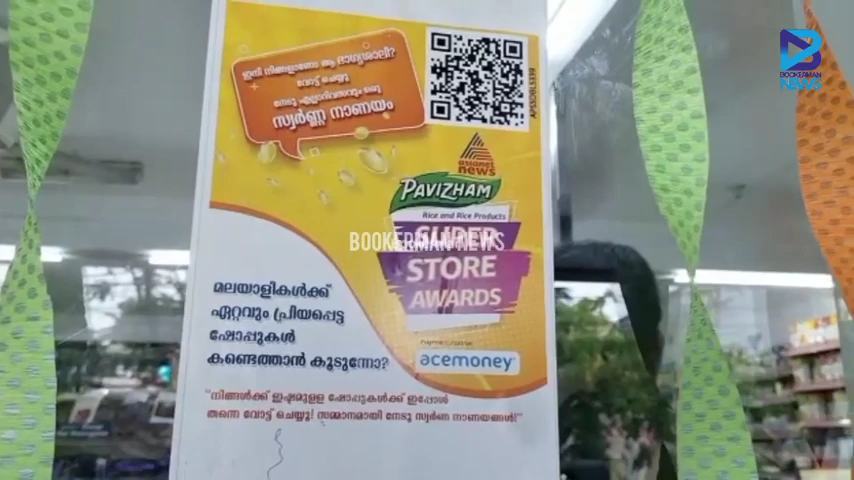 ഇനി നിങ്ങളാണോ ആ ഭാഗ്യശാലി?
വോട്ട് ചെയ്യൂ
നേടൂ എല്ലാദിവസവും ഒരു
സ്വർണ്ണ നാണയം
APSS2BLS339
asianet
news
PAVIZHAM
Rice and Rice Products
SUPER
STORE
AWARDS
acemoney
മലയാളികൾക്ക്
ഏറ്റവും പ്രിയപ്പെട്ട
ഷോപ്പുകൾ
കണ്ടെത്താൻ കൂടുന്നോ?
"നിങ്ങൾക്ക് ഇഷ്ടമുള്ള ഷോപ്പുകൾക്ക് ഇപ്പോൾ
തന്നെ വോട്ട് ചെയ്യൂ! സമ്മാനമായി നേടൂ സ്വർണ നാണയങ്ങൾ!"
BOOKERMAN NEWS
BOOKERMAN
NEWS